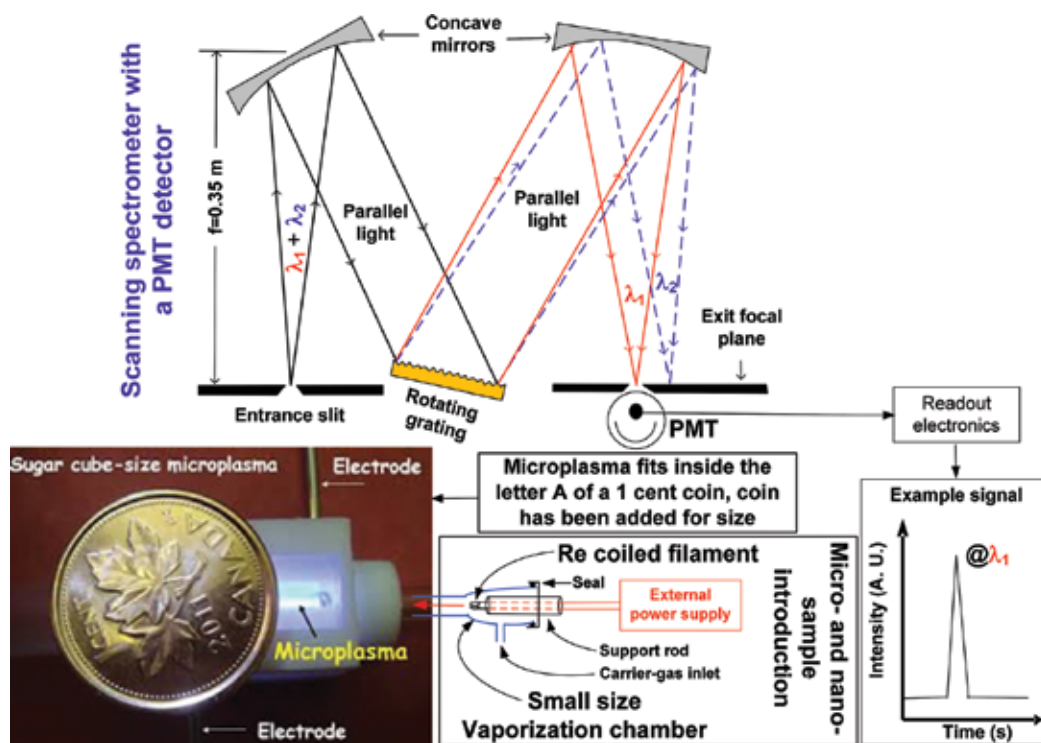 Concave
mirrors
Scanning spectrometer with
a PMT detector
f=0.35 m
λ1 + λ2
Parallel
light
Parallel
light
λ1
λ2
Exit focal
plane
Entrance slit
Rotating
grating
PMT
Readout
electronics
Sugar cube-size microplasma
Electrode
Microplasma fits inside the
letter A of a 1 cent coin, coin
has been added for size
Example signal
@λ1
Intensity (A. U.)
Time (s)
CENT
2011
CANADA
Microplasma
Electrode
Re coiled filament
Seal
External
power supply
Support rod
Carrier-gas inlet
Small size
Vaporization chamber
Micro- and nano-
sample
introduction